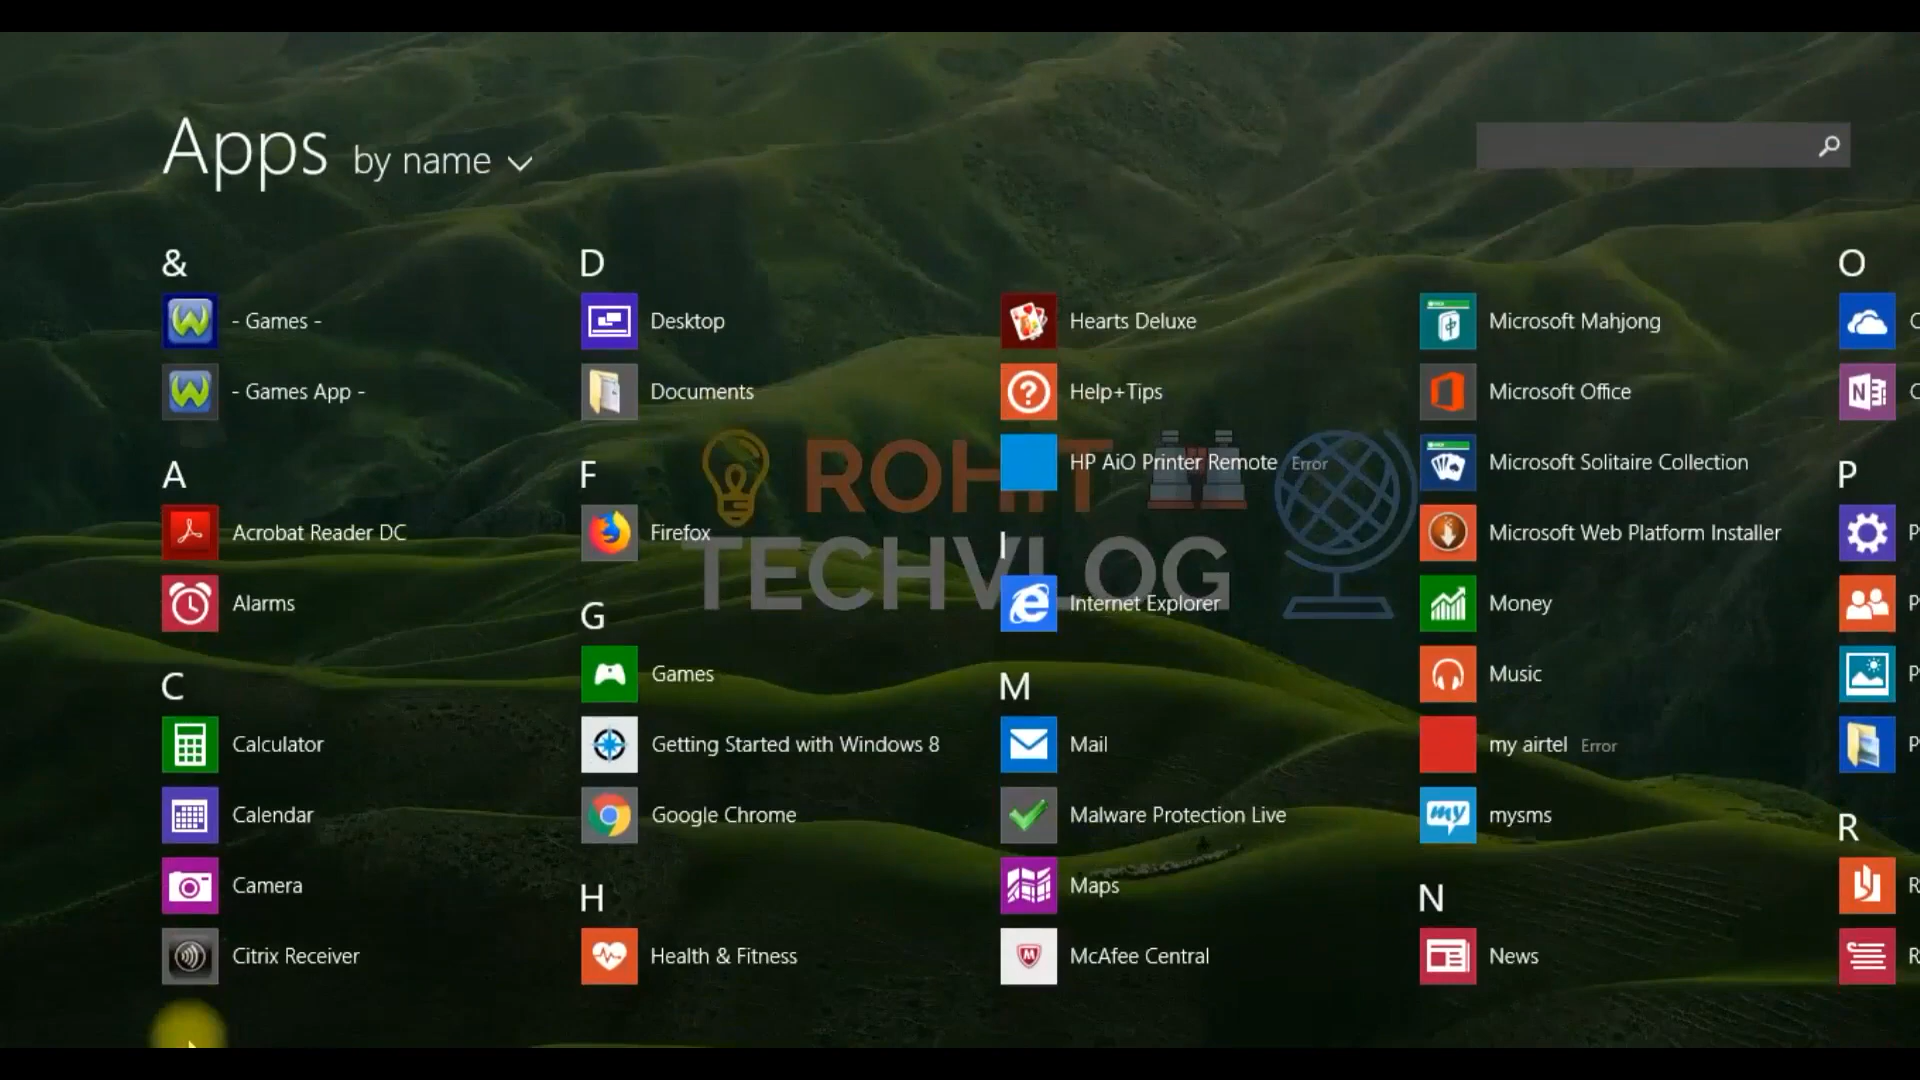 Apps by name
&
- Games -
- Games App -
A
Acrobat Reader DC
Alarms
C
Calculator
Calendar
Camera
Citrix Receiver
D
Desktop
Documents
F
Firefox
G
Games
Getting Started with Windows 8
Google Chrome
H
Health & Fitness
Hearts Deluxe
Help+Tips
HP AiO Printer Remote Error
I
Internet Explorer
M
Mail
Malware Protection Live
Maps
McAfee Central
Microsoft Mahjong
Microsoft Office
Microsoft Solitaire Collection
Microsoft Web Platform Installer
Money
Music
my airtel Error
my
mysms
N
News
O
P
R
ROHIT
TECHVLOG